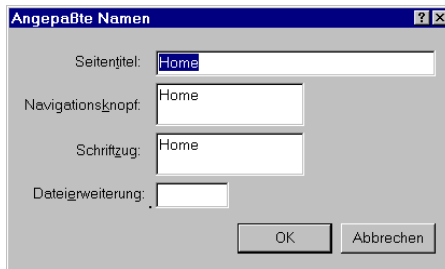 Angepaßte Namen
Seitentitel: Home
Navigationsknopf: Home
Schriftzug: Home
Dateierweiterung:
OK Abbrechen